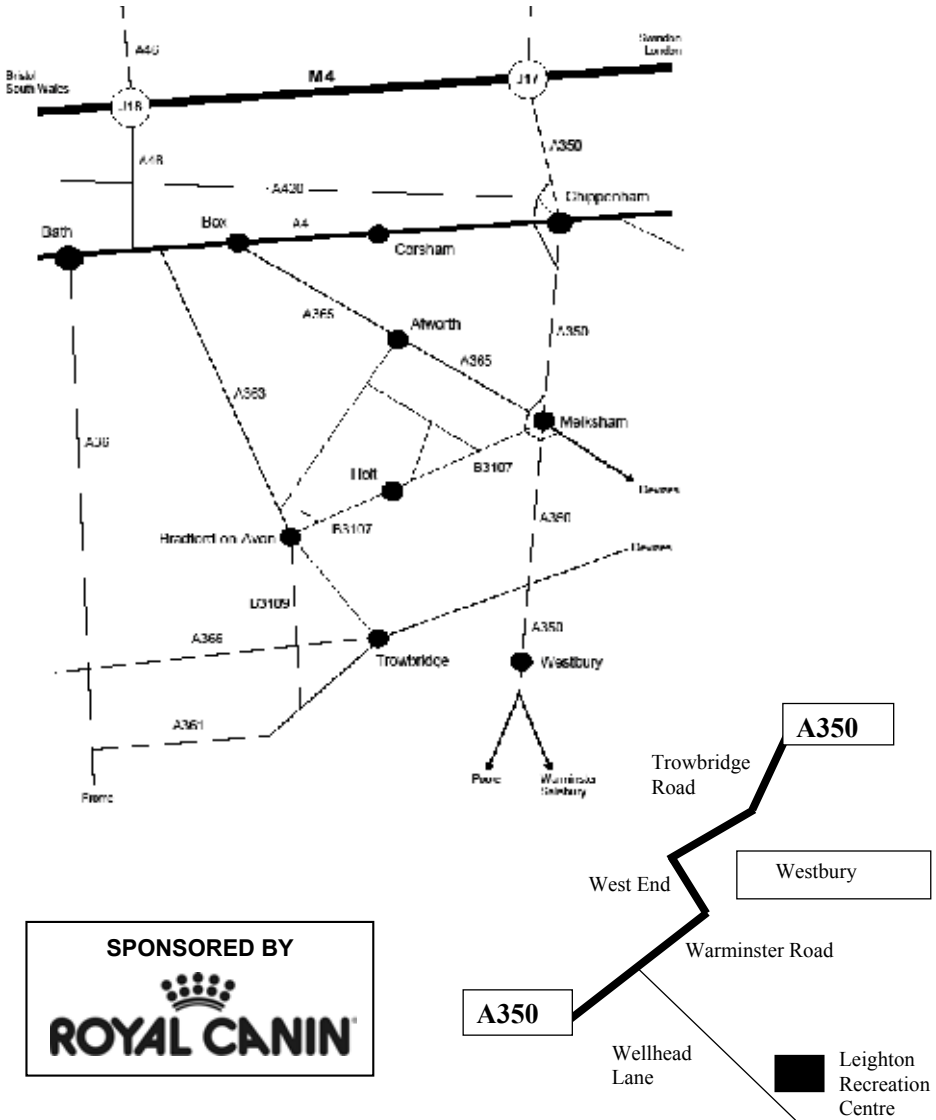 A46
Swindon
London
M4
J17
Bristol
South Wales
J18
A350
A46
A420
Chippenham
Box
A4
Bath
Corsham
A365
Atworth
A350
A365
A363
Melksham
A36
B3107
Holt
Devizes
A350
B3107
Bradford on Avon
Devizes
B3109
A350
A366
Trowbridge
Westbury
A361
A350
Poole
Warminster
Salisbury
Trowbridge
Road
Frome
Westbury
West End
SPONSORED BY
Warminster Road
ROYAL CANIN
A350
Wellhead
Lane
Leighton
Recreation
Centre